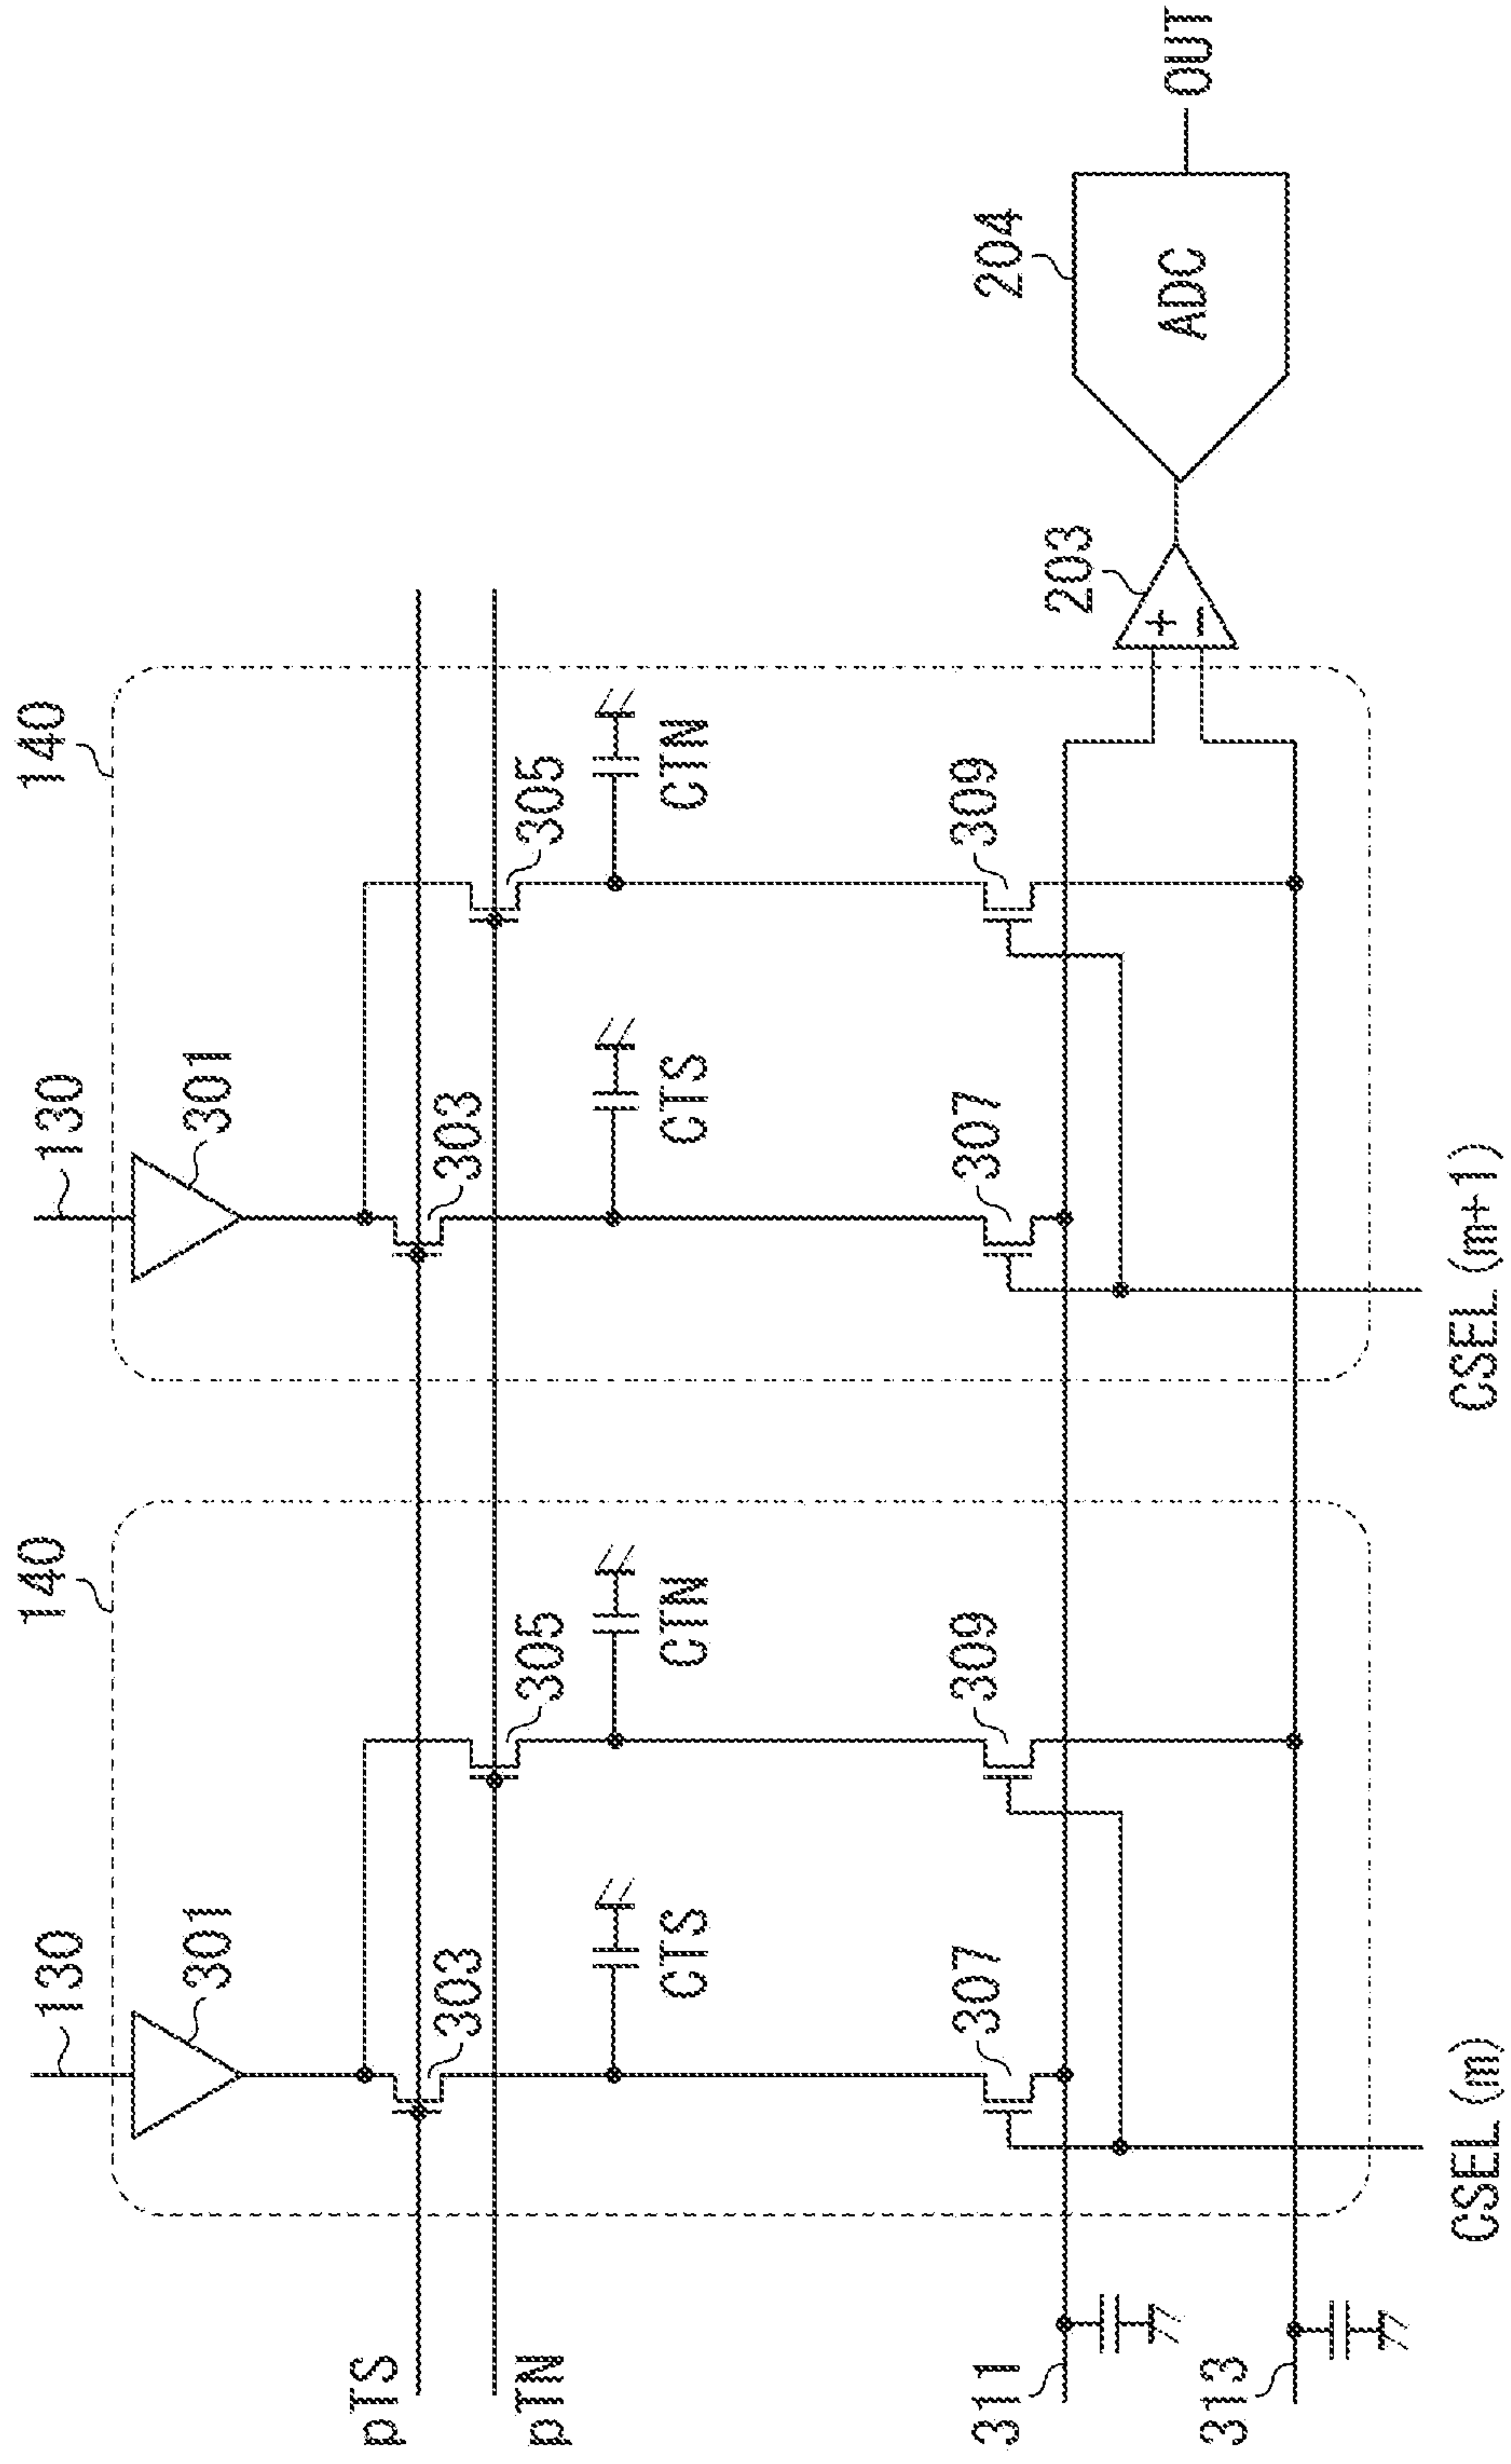 130
140
301
pTS
303
pTN
305
CTS
CTN
307
309
311
313
CSEL (m)
130
140
301
303
305
CTS
CTN
307
309
CSEL (m+1)
203
+
−
204
ADC
OUT